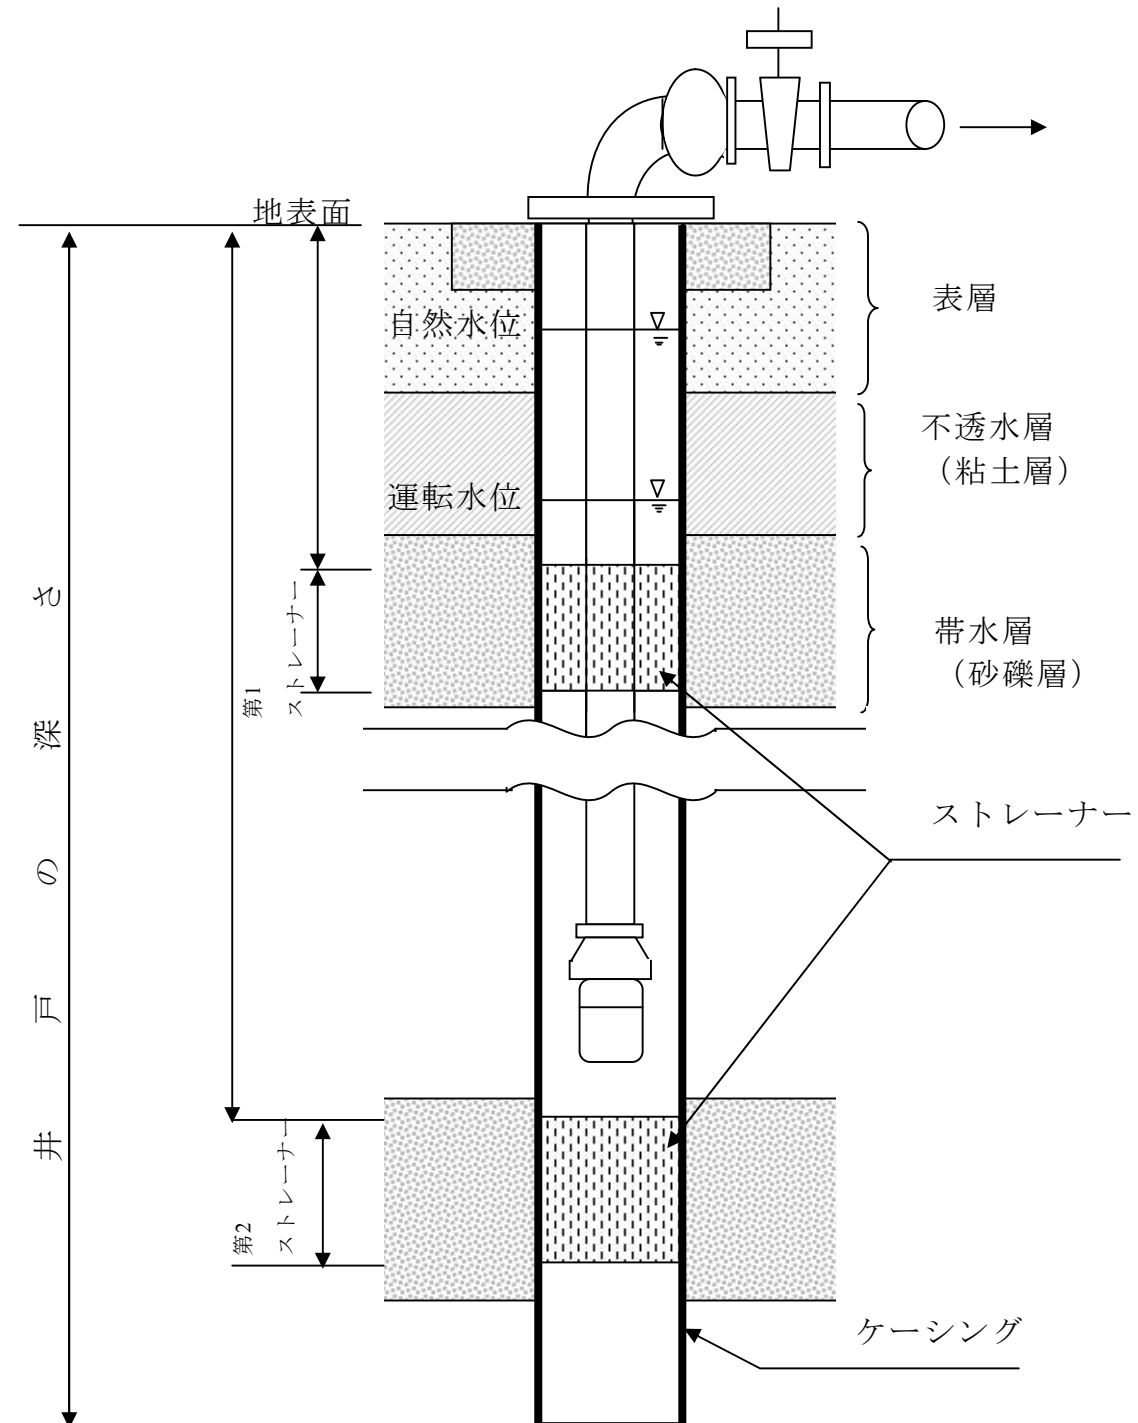 地表面
自然水位
表層
不透水層
（粘土層）
運転水位
帯水層
（砂礫層）
第1
ストレーナー
井戸の深さ
ストレーナー
第2
ストレーナー
ケーシング